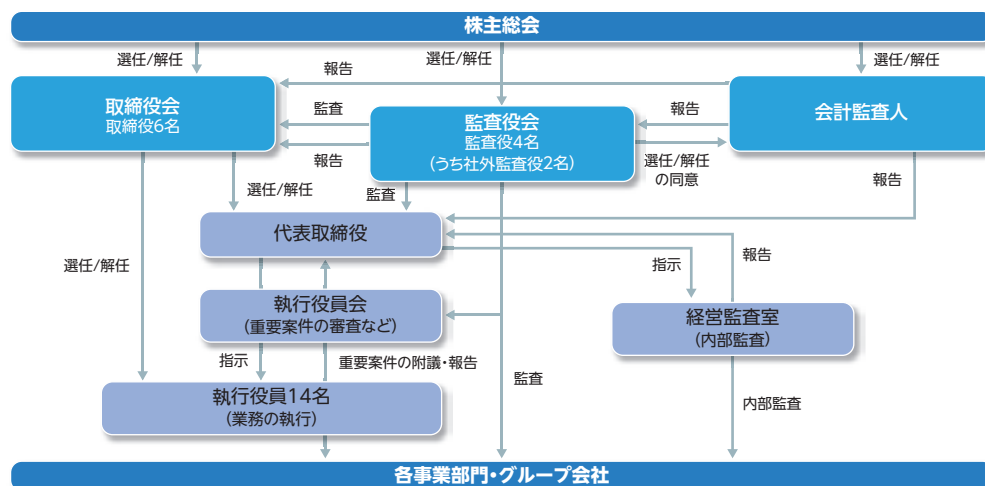 株主総会
選任/解任
選任/解任
選任/解任
報告
取締役会
取締役6名
監査
報告
監査役会
監査役4名
(うち社外監査役2名)
報告
選任/解任
の同意
会計監査人
選任/解任
監査
報告
代表取締役
選任/解任
指示
報告
執行役員会
(重要案件の審査など)
経営監査室
(内部監査)
指示
重要案件の附議・報告
監査
執行役員14名
(業務の執行)
内部監査
各事業部門・グループ会社